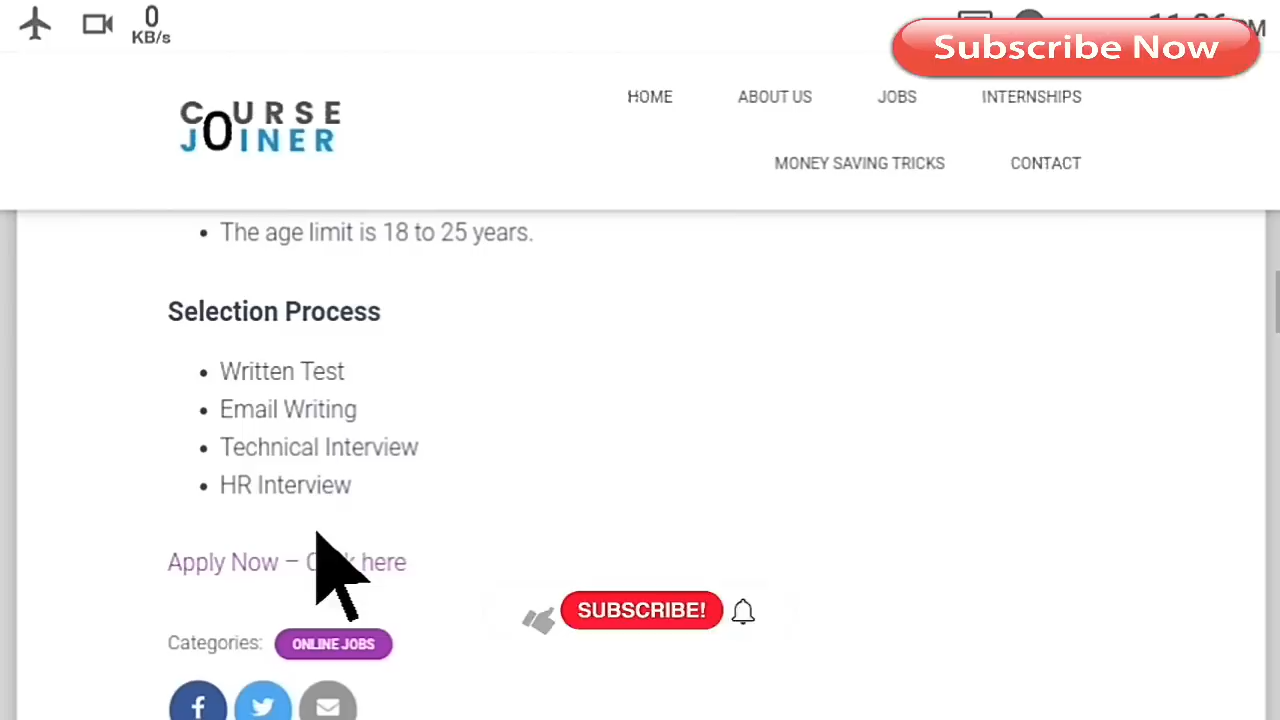 0
KB/s
Subscribe Now
COURSE
JOINER
HOME
ABOUT US
JOBS
INTERNSHIPS
MONEY SAVING TRICKS
CONTACT
• The age limit is 18 to 25 years.
Selection Process
• Written Test
• Email Writing
• Technical Interview
• HR Interview
Apply Now – here
SUBSCRIBE!
Categories:
ONLINE JOBS